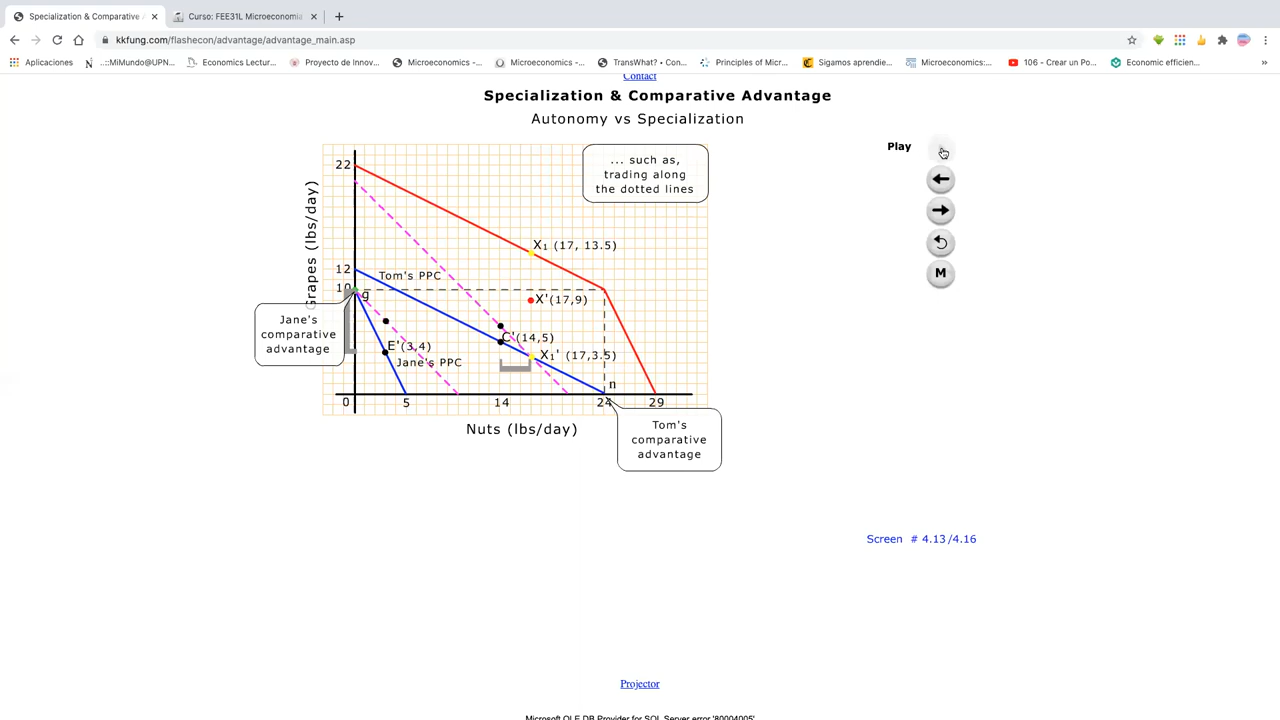 Specialization & Comparative A
Curso: FEE31L Microeconomia
kkfung.com/flashecon/advantage/advantage_main.asp
Aplicaciones
..::MiMundo@UPN...
Economics Lectur...
Proyecto de Innov...
Microeconomics -...
Microeconomics -...
TransWhat? - Con...
Principles of Micr...
Sigamos aprendie...
Microeconomics:...
106 - Crear un Po...
Economic efficien...
»
Contact
Specialization & Comparative Advantage
Autonomy vs Specialization
Play
... such as,
trading along
the dotted lines
22
12
10
Grapes (lbs/day)
X₁ (17, 13.5)
Tom's PPC
g
X'(17,9)
Jane's
comparative
advantage
C'(14,5)
E'(3,4)
X₁' (17,3.5)
Jane's PPC
n
0
5
14
24
29
Nuts (lbs/day)
Tom's
comparative
advantage
M
Screen # 4.13/4.16
Projector
Microsoft OLE DB Provider for SQL Server error '80004005'